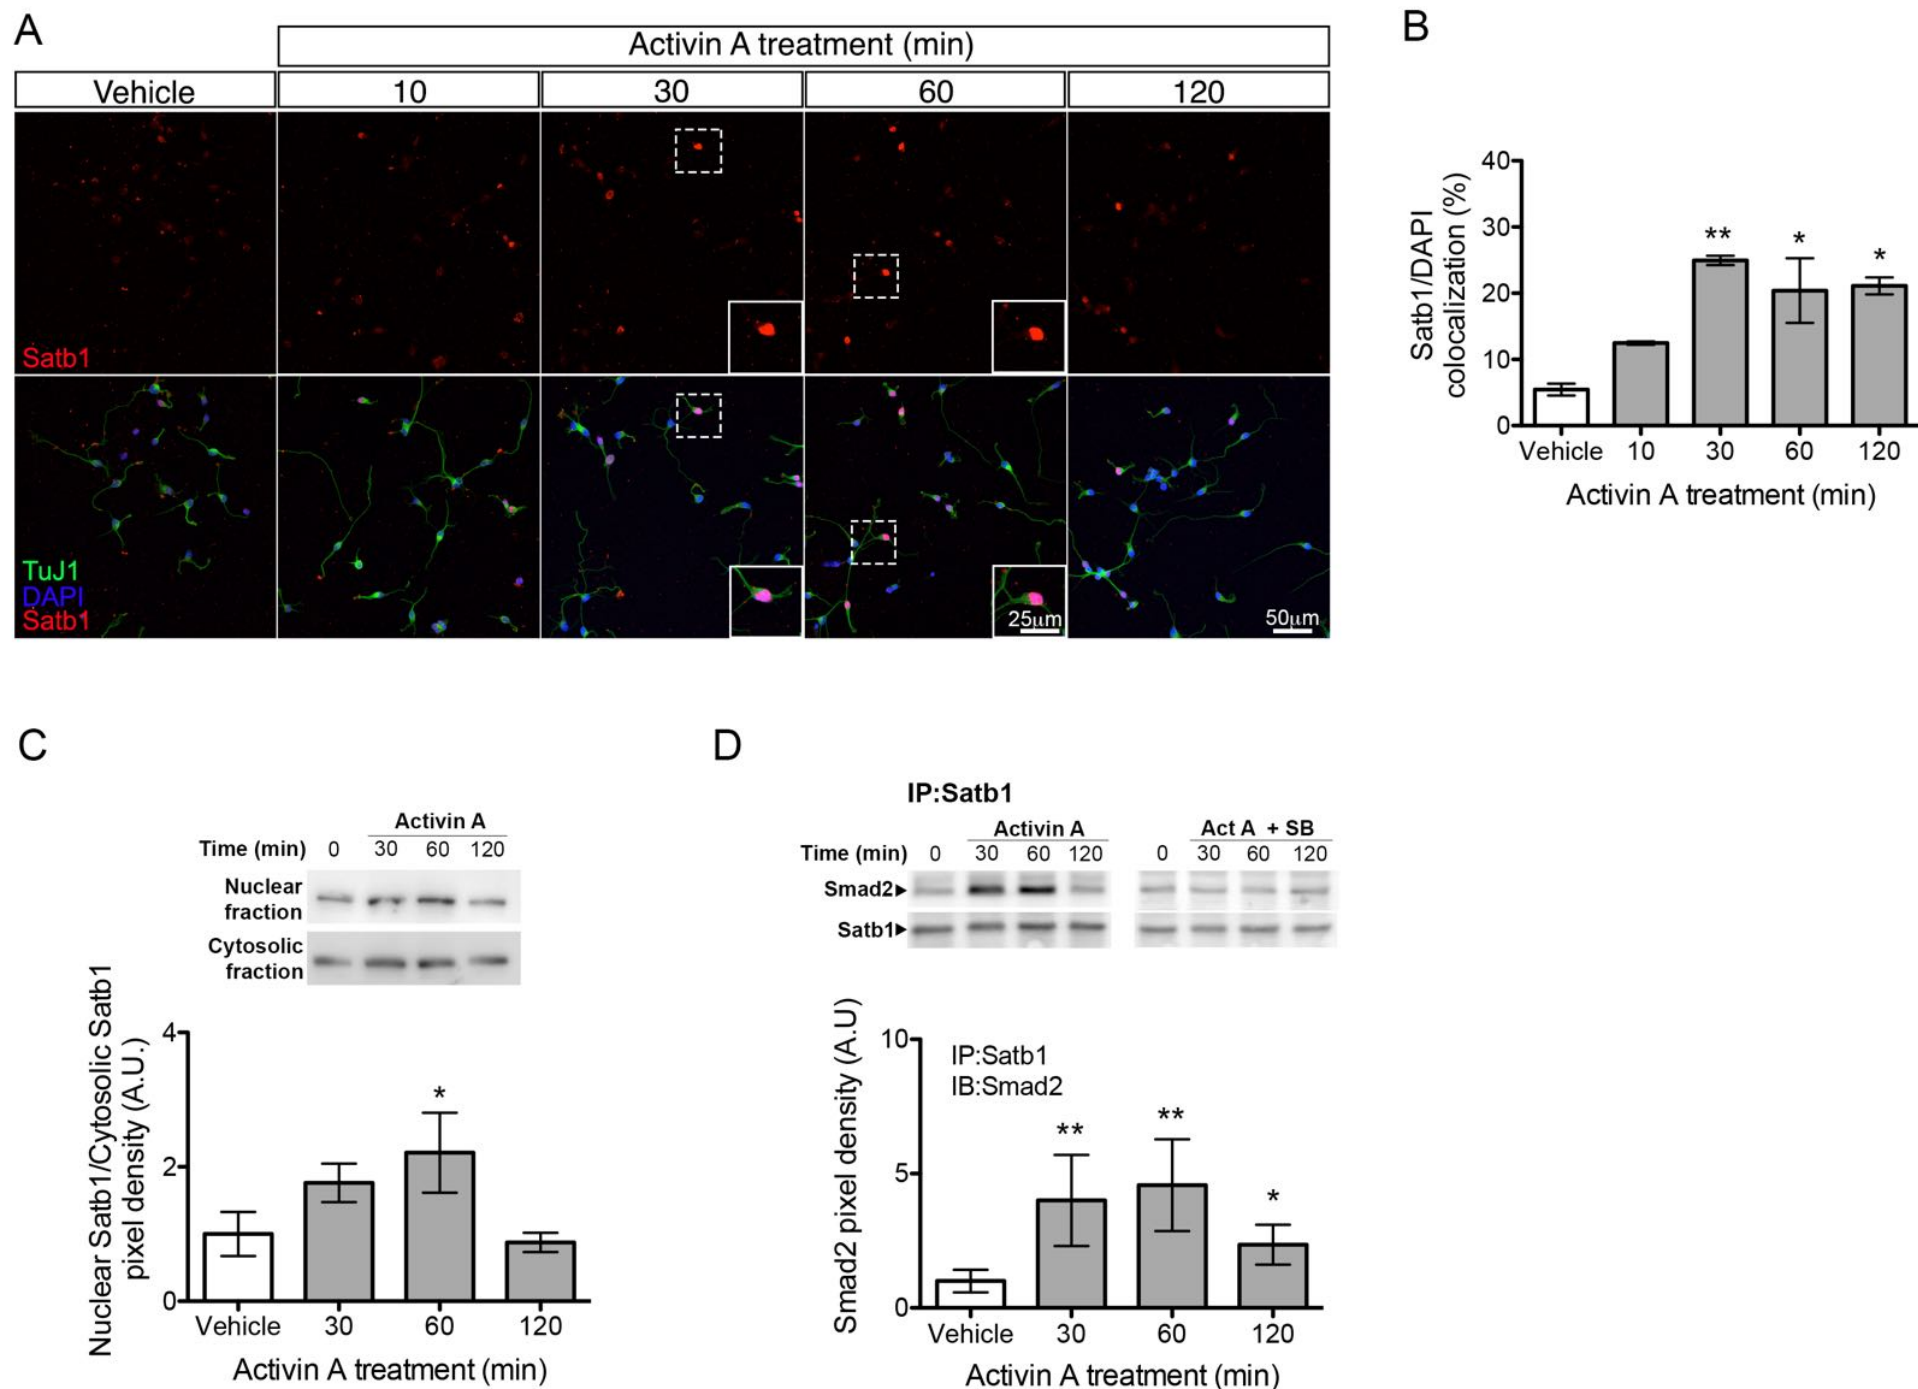 A
Activin A treatment (min)
Vehicle 10 30 60 120
Satb1
TuJ1
DAPI
Satb1
25μm
50μm
B
Satb1/DAPI
colocalization (%)
40
30
20
10
0
** * *
Vehicle 10 30 60 120
Activin A treatment (min)
C
Activin A
Time (min) 0 30 60 120
Nuclear
fraction
Cytosolic
fraction
Nuclear Satb1/Cytosolic Satb1
pixel density (A.U.)
4
2
0
*
Vehicle 30 60 120
Activin A treatment (min)
D
IP:Satb1
Activin A Act A + SB
Time (min) 0 30 60 120 0 30 60 120
Smad2
Satb1
Smad2 pixel density (A.U)
10
5
0
IP:Satb1
IB:Smad2
** ** *
Vehicle 30 60 120
Activin A treatment (min)